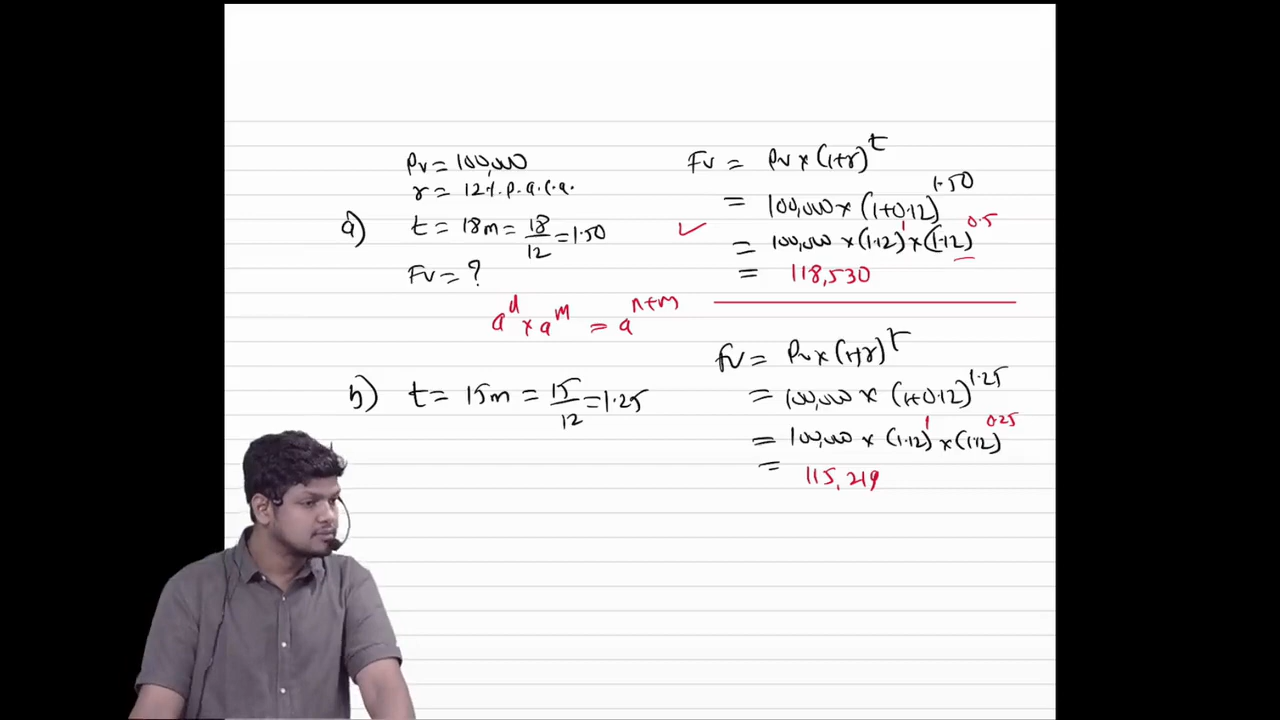 PV = 100,000
r = 12%. p.a.c.a.
a) t = 18m = 18/12 = 1.50
FV = ?
a^n × a^m = a^n+m
FV = PV × (1+r)^t
= 100,000 × (1+0.12)^1.50
= 100,000 × (1.12)^1 × (1.12)^0.5
= 118,530
b) t = 15m = 15/12 = 1.25
FV = PV × (1+r)^t
= 100,000 × (1+0.12)^1.25
= 100,000 × (1.12)^1 × (1.12)^0.25
= 115,219